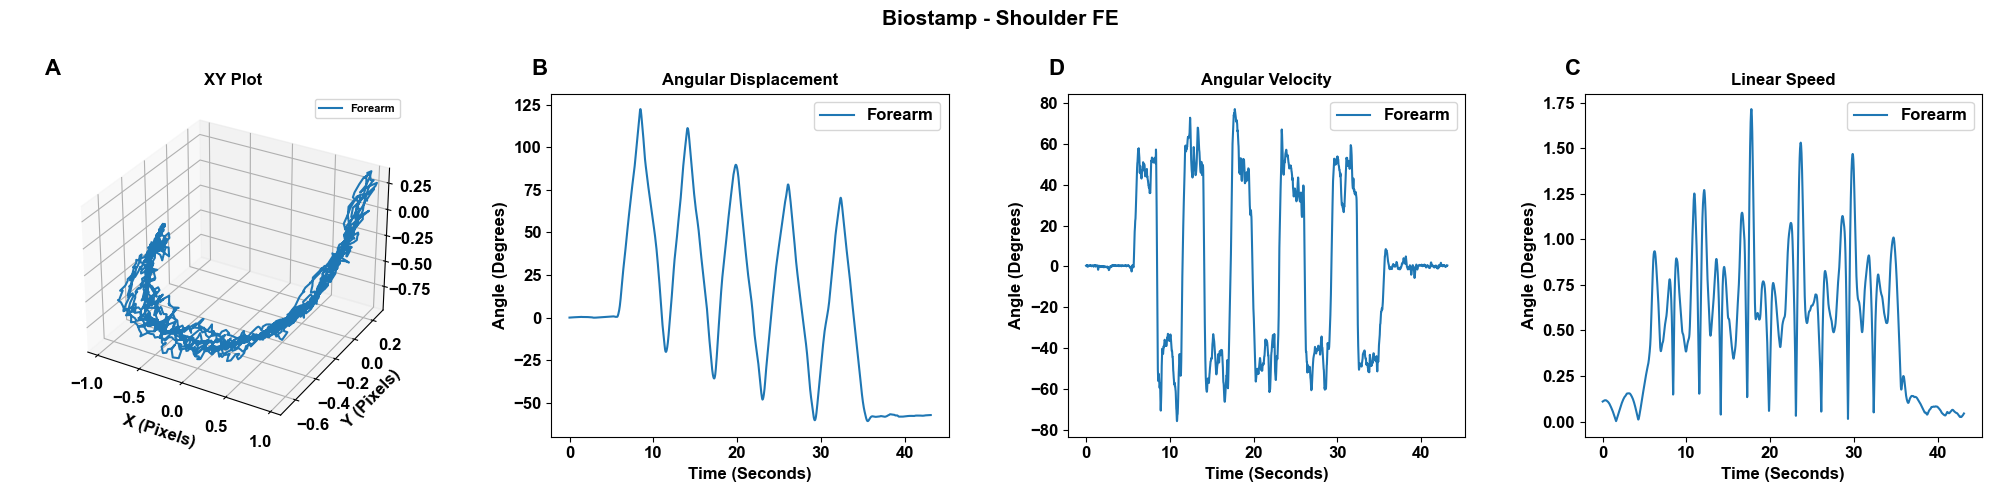 Biostamp - Shoulder FE
A
XY Plot
Forearm
0.25
0.00
−0.25
−0.50
−0.75
−1.0
−0.5
0.0
0.5
1.0
X (Pixels)
0.2
0.0
−0.2
−0.4
−0.6
Y (Pixels)
B
Angular Displacement
Forearm
125
100
75
50
25
0
−25
−50
Angle (Degrees)
0 10 20 30 40
Time (Seconds)
D
Angular Velocity
Forearm
80
60
40
20
0
−20
−40
−60
−80
Angle (Degrees)
0 10 20 30 40
Time (Seconds)
C
Linear Speed
Forearm
1.75
1.50
1.25
1.00
0.75
0.50
0.25
0.00
Angle (Degrees)
0 10 20 30 40
Time (Seconds)